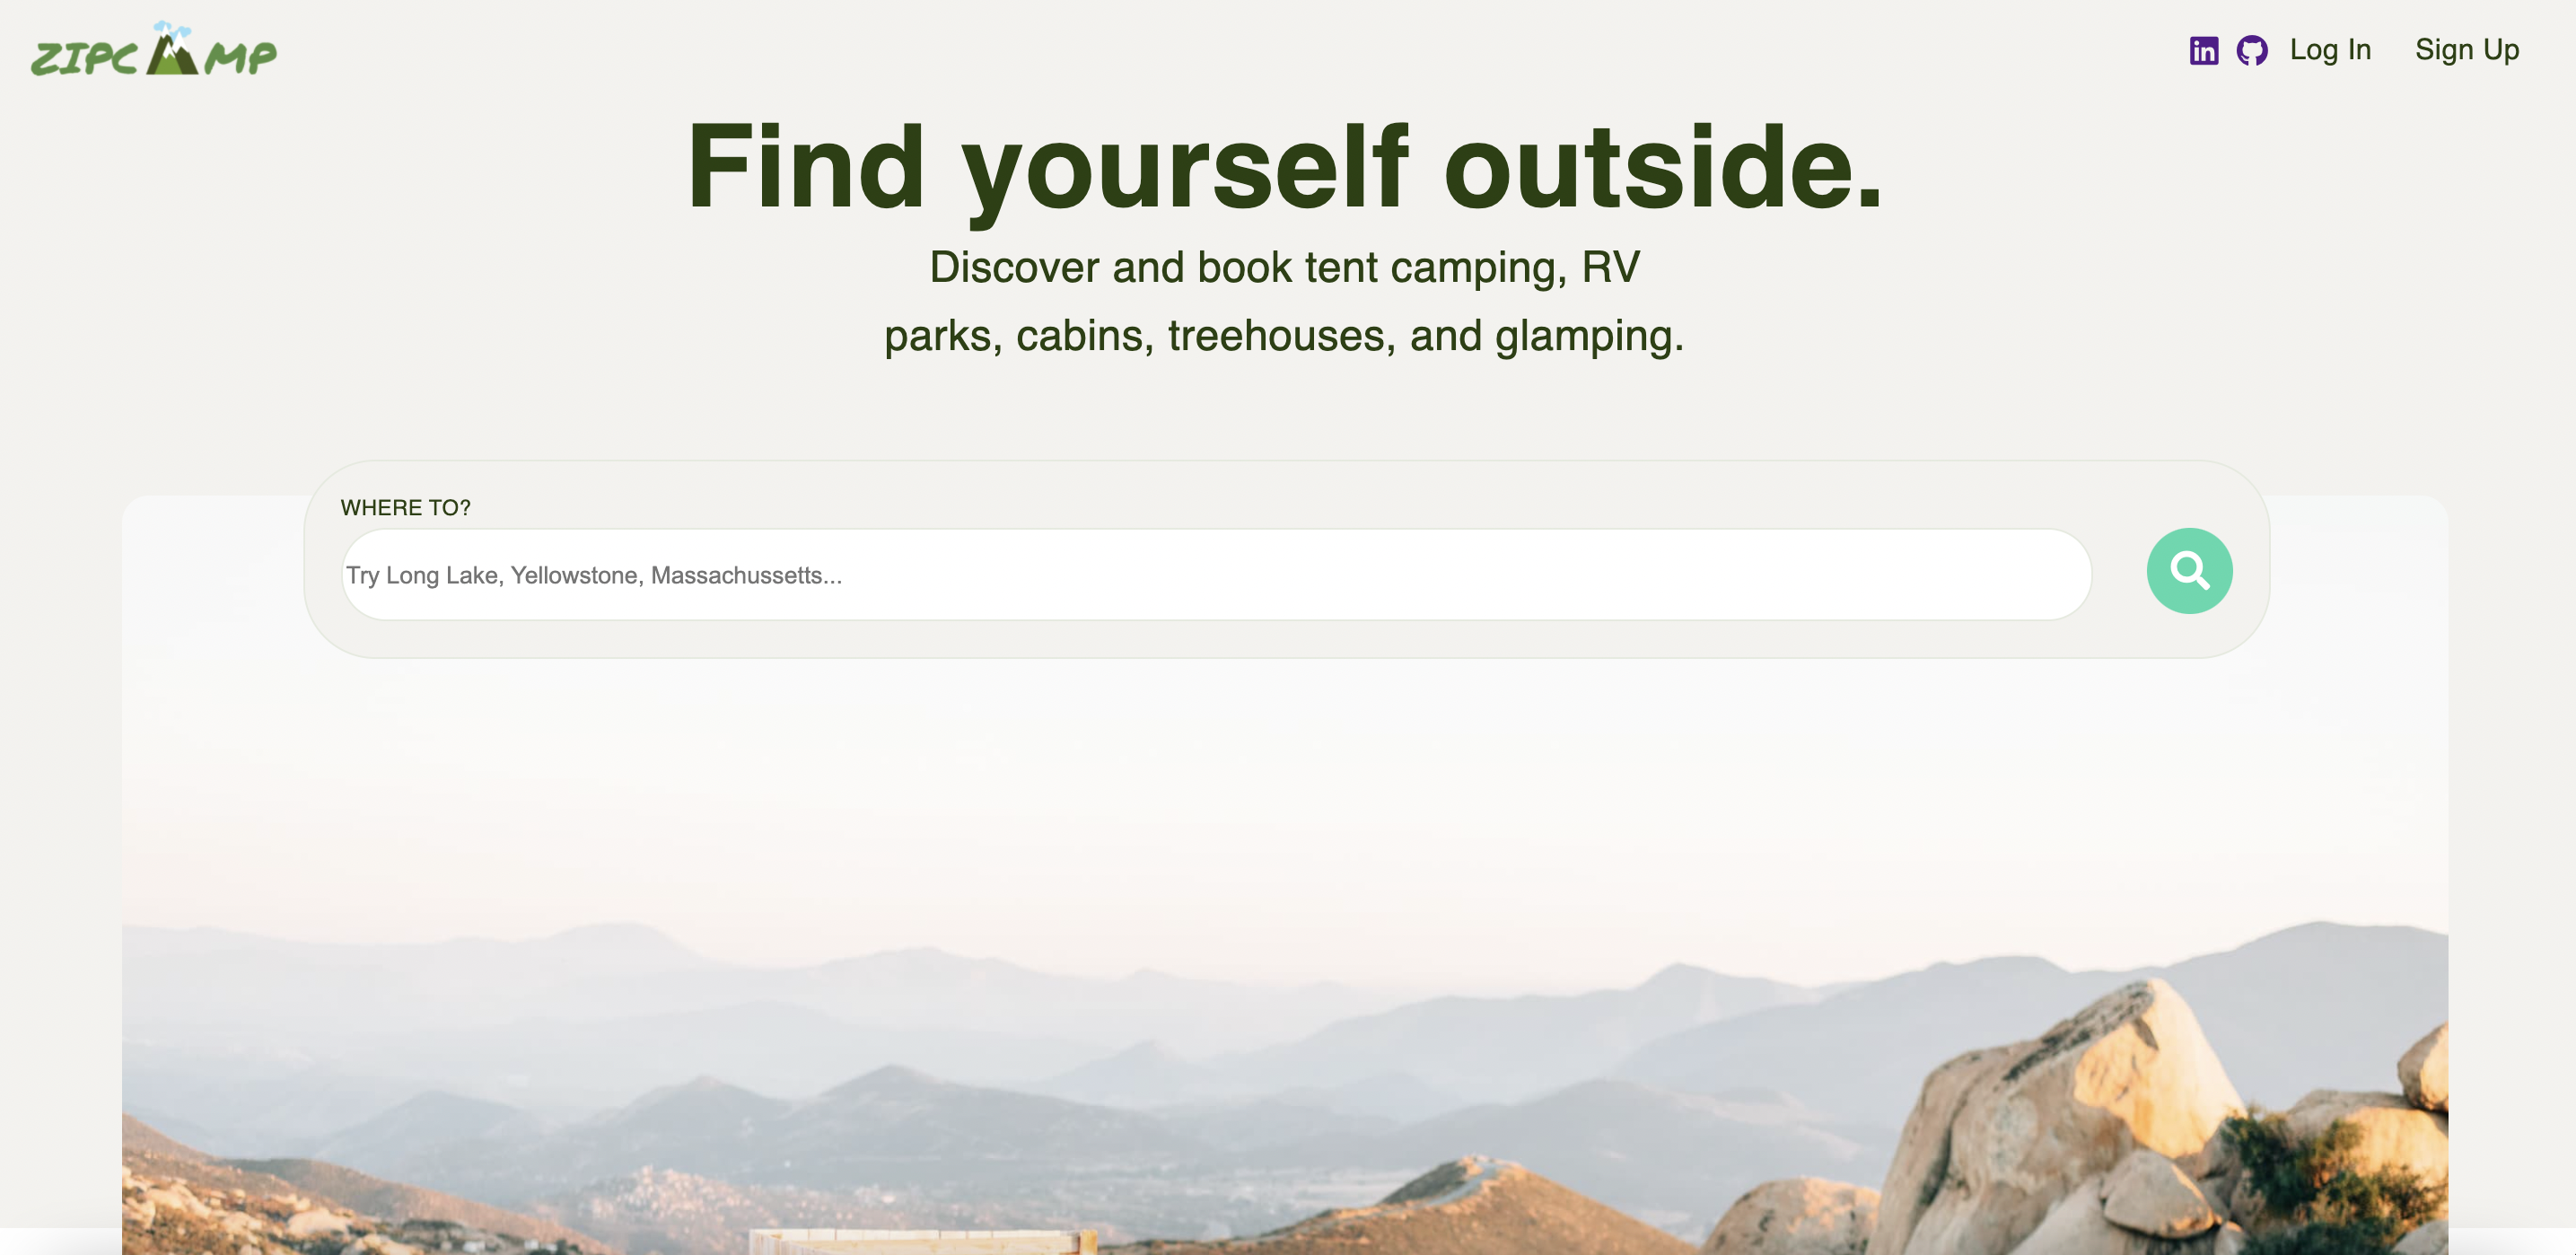 ZIPCAMP
Log In
Sign Up
Find yourself outside.
Discover and book tent camping, RV
parks, cabins, treehouses, and glamping.
WHERE TO?
Try Long Lake, Yellowstone, Massachussetts...